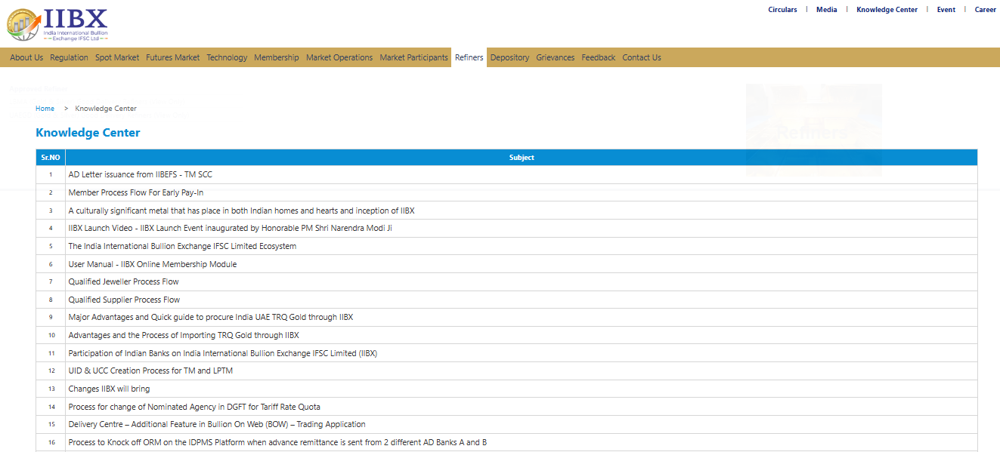 IIBX
India International Bullion
Exchange IFSC Ltd
Circulars | Media | Knowledge Center | Event | Career
About Us Regulation Spot Market Futures Market Technology Membership Market Operations Market Participants Refiners Depository Grievances Feedback Contact Us
Refiners
Home > Knowledge Center
Knowledge Center
Sr.NO Subject
1 AD Letter issuance from IIBEFS - TM SCC
2 Member Process Flow For Early Pay-In
3 A culturally significant metal that has place in both Indian homes and hearts and inception of IIBX
4 IIBX Launch Video - IIBX Launch Event inaugurated by Honorable PM Shri Narendra Modi Ji
5 The India International Bullion Exchange IFSC Limited Ecosystem
6 User Manual - IIBX Online Membership Module
7 Qualified Jeweller Process Flow
8 Qualified Supplier Process Flow
9 Major Advantages and Quick guide to procure India UAE TRQ Gold through IIBX
10 Advantages and the Process of Importing TRQ Gold through IIBX
11 Participation of Indian Banks on India International Bullion Exchange IFSC Limited (IIBX)
12 UID & UCC Creation Process for TM and LPTM
13 Changes IIBX will bring
14 Process for change of Nominated Agency in DGFT for Tariff Rate Quota
15 Delivery Centre – Additional Feature in Bullion On Web (BOW) – Trading Application
16 Process to Knock off ORM on the IDPMS Platform when advance remittance is sent from 2 different AD Banks A and B